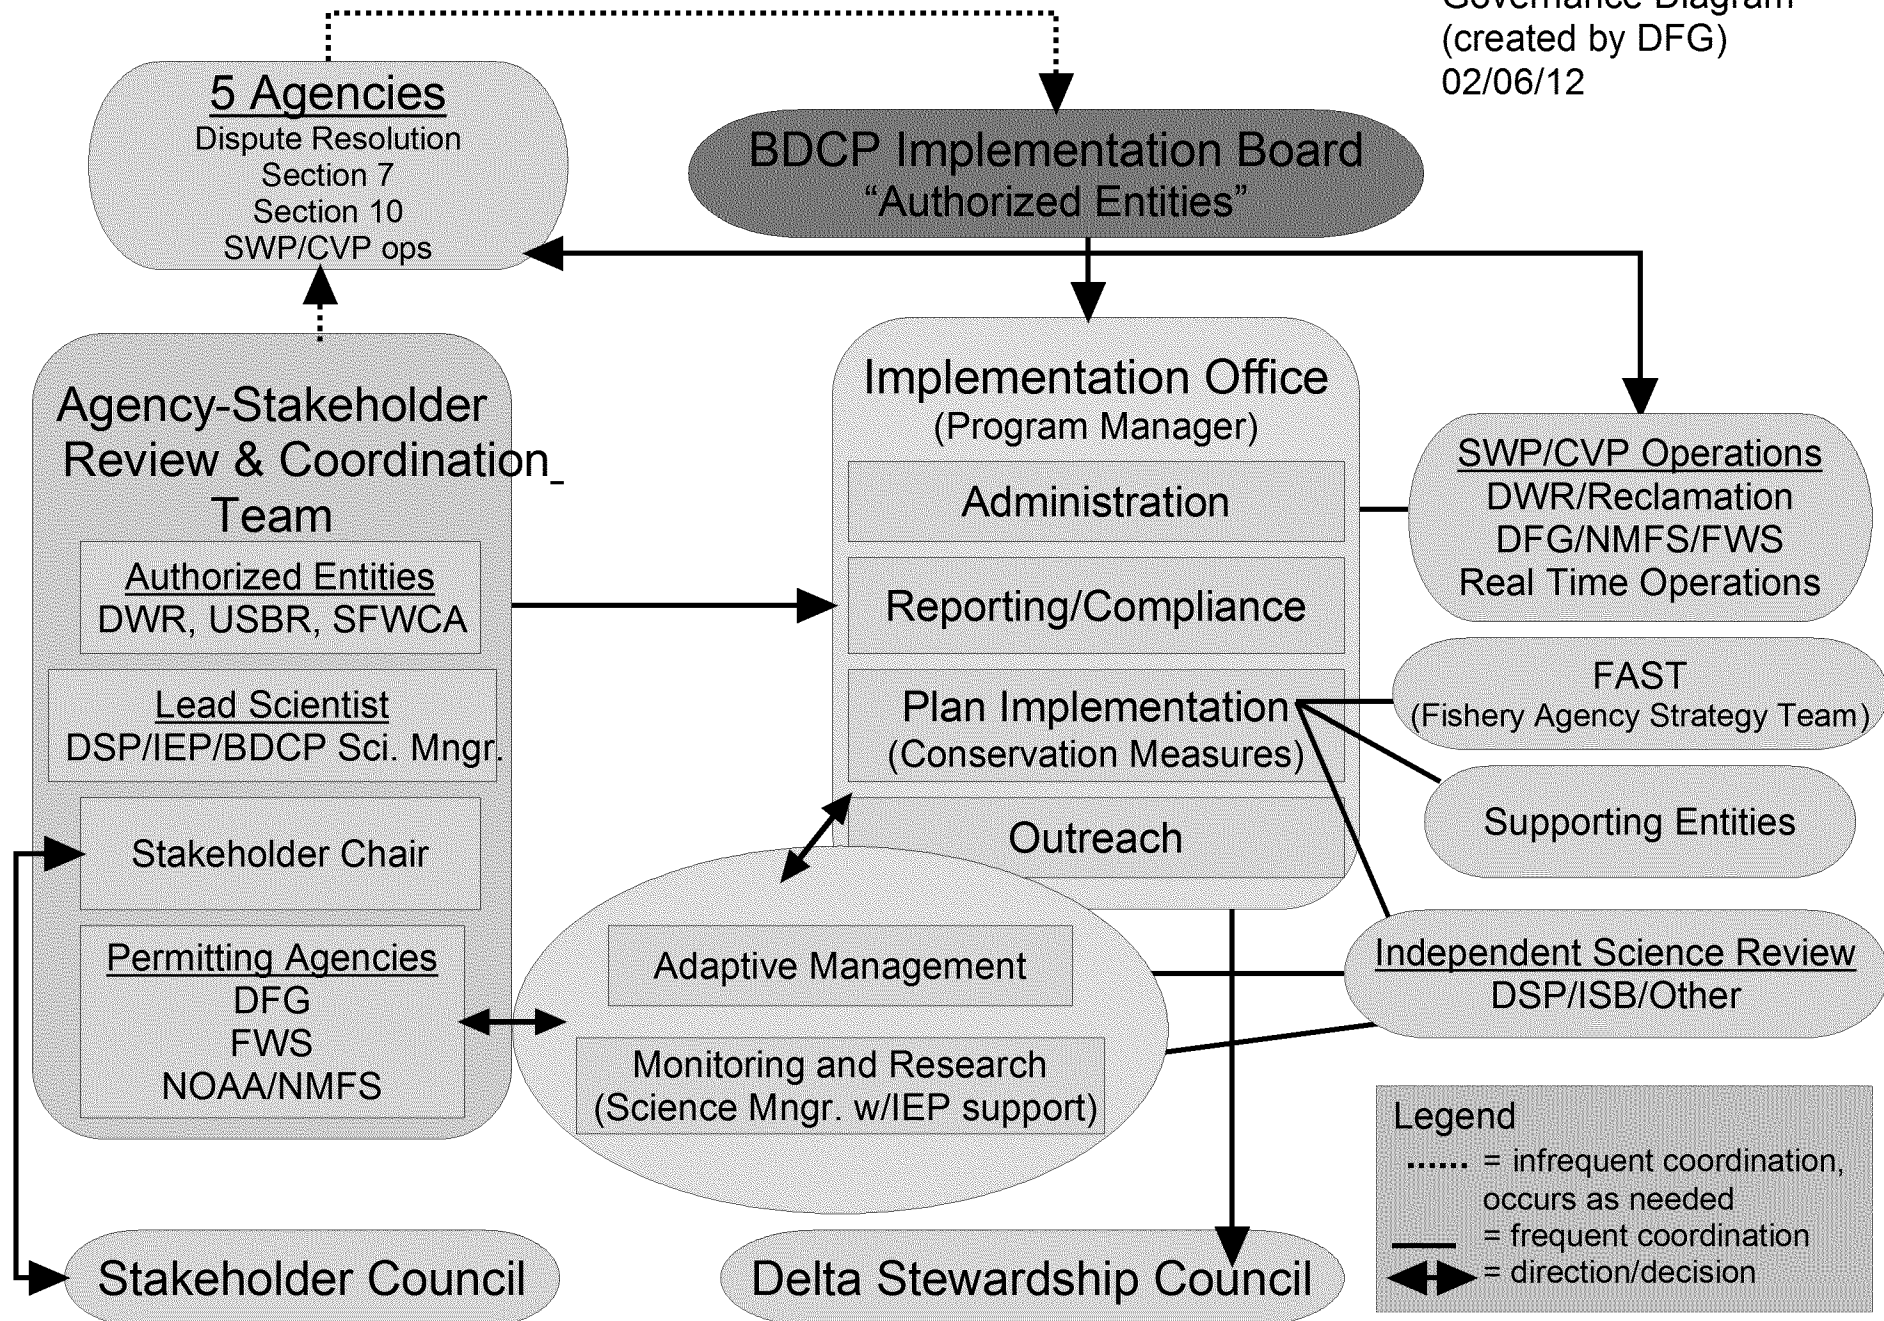 Governance Diagram
(created by DFG)
02/06/12
5 Agencies
Dispute Resolution
Section 7
Section 10
SWP/CVP ops
BDCP Implementation Board
“Authorized Entities”
Agency-Stakeholder
Review & Coordination_
Team
Authorized Entities
DWR, USBR, SFWCA
Lead Scientist
DSP/IEP/BDCP Sci. Mngr.
Stakeholder Chair
Permitting Agencies
DFG
FWS
NOAA/NMFS
Implementation Office
(Program Manager)
Administration
Reporting/Compliance
Plan Implementation
(Conservation Measures)
Outreach
Adaptive Management
Monitoring and Research
(Science Mngr. w/IEP support)
SWP/CVP Operations
DWR/Reclamation
DFG/NMFS/FWS
Real Time Operations
FAST
(Fishery Agency Strategy Team)
Supporting Entities
Independent Science Review
DSP/ISB/Other
Stakeholder Council
Delta Stewardship Council
Legend
= infrequent coordination,
occurs as needed
= frequent coordination
= direction/decision